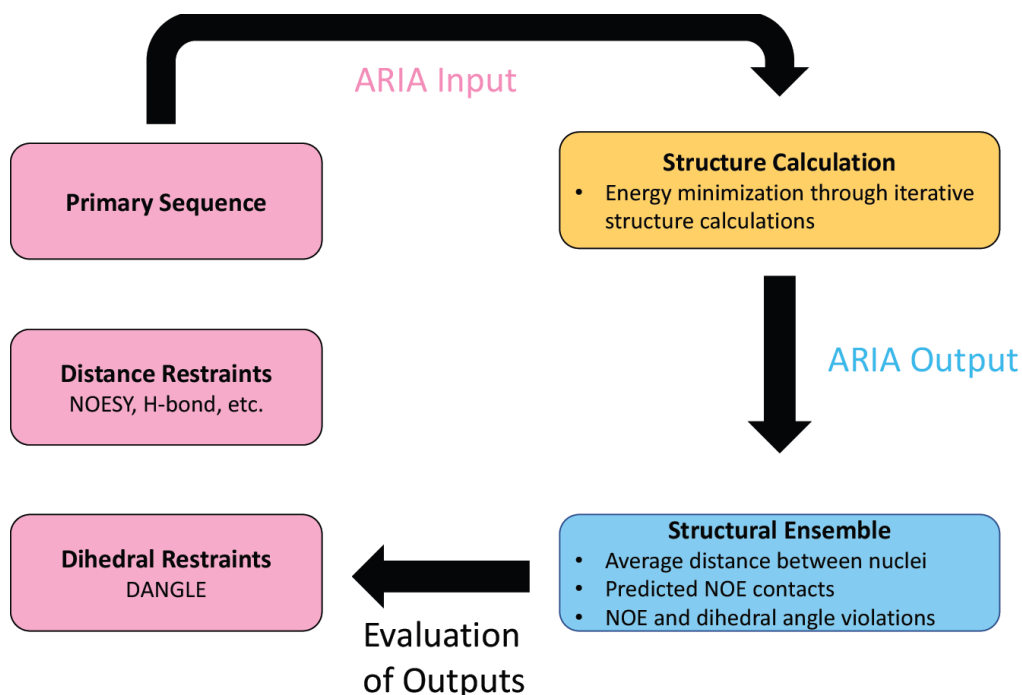 ARIA Input
Primary Sequence
Structure Calculation
• Energy minimization through iterative
structure calculations
Distance Restraints
NOESY, H-bond, etc.
ARIA Output
Dihedral Restraints
DANGLE
Structural Ensemble
• Average distance between nuclei
• Predicted NOE contacts
• NOE and dihedral angle violations
Evaluation
of Outputs